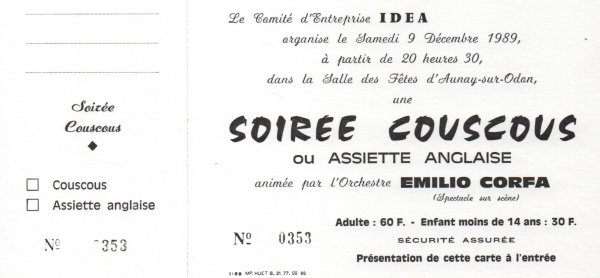 Soirée
Couscous
Couscous
Assiette anglaise
Nº 0353
Le Comité d'Entreprise IDEA
organise le Samedi 9 Décembre 1989,
à partir de 20 heures 30,
dans la Salle des Fêtes d'Aunay-sur-Odon,
une
SOIREE COUSCOUS
OU ASSIETTE ANGLAISE
animée par l'Orchestre EMILIO CORFA
(Spectacle sur scène)
Adulte : 60 F. - Enfant moins de 14 ans : 30 F.
Nº 0353
SÉCURITÉ ASSURÉE
Présentation de cette carte à l'entrée
IMP. HUET